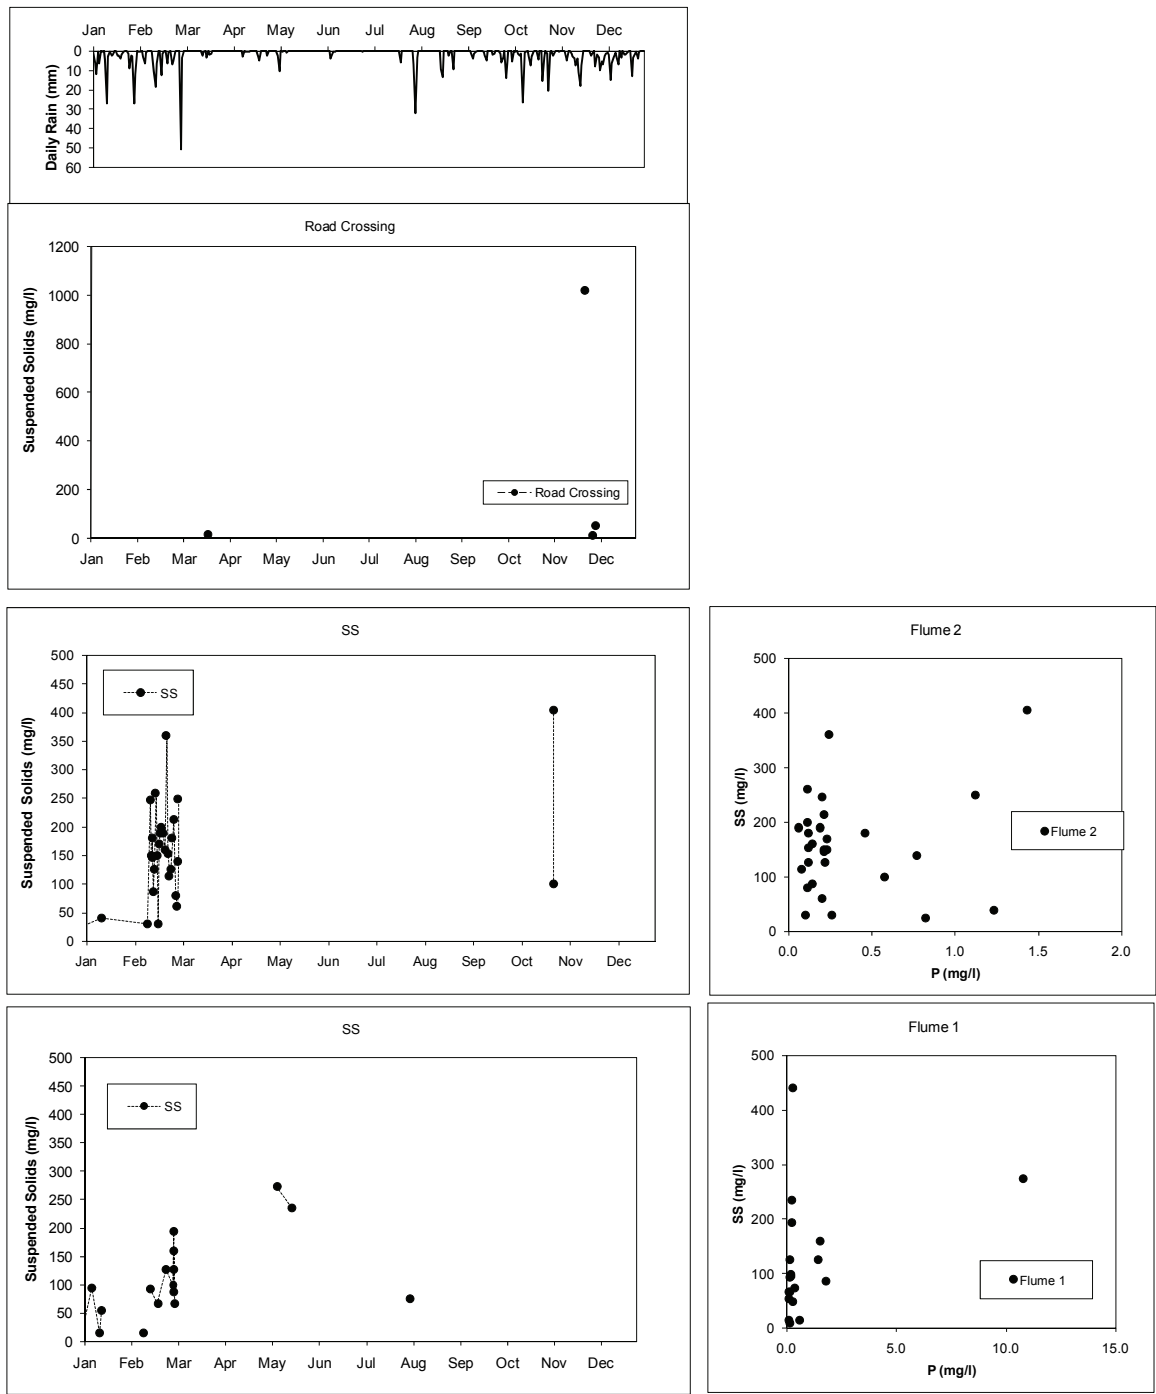 Jan Feb Mar Apr May Jun Jul Aug Sep Oct Nov Dec
0
10
20
30
40
50
60
Daily Rain (mm)
Road Crossing
1200
1000
800
600
400
200
0
Suspended Solids (mg/l)
Road Crossing
Jan Feb Mar Apr May Jun Jul Aug Sep Oct Nov Dec
SS
500
450
400
350
300
250
200
150
100
50
0
Suspended Solids (mg/l)
SS
Jan Feb Mar Apr May Jun Jul Aug Sep Oct Nov Dec
Flume 2
500
400
300
200
100
0
SS (mg/l)
Flume 2
0.0 0.5 1.0 1.5 2.0
P (mg/l)
SS
500
450
400
350
300
250
200
150
100
50
0
Suspended Solids (mg/l)
SS
Jan Feb Mar Apr May Jun Jul Aug Sep Oct Nov Dec
Flume 1
500
400
300
200
100
0
SS (mg/l)
Flume 1
0.0 5.0 10.0 15.0
P (mg/l)